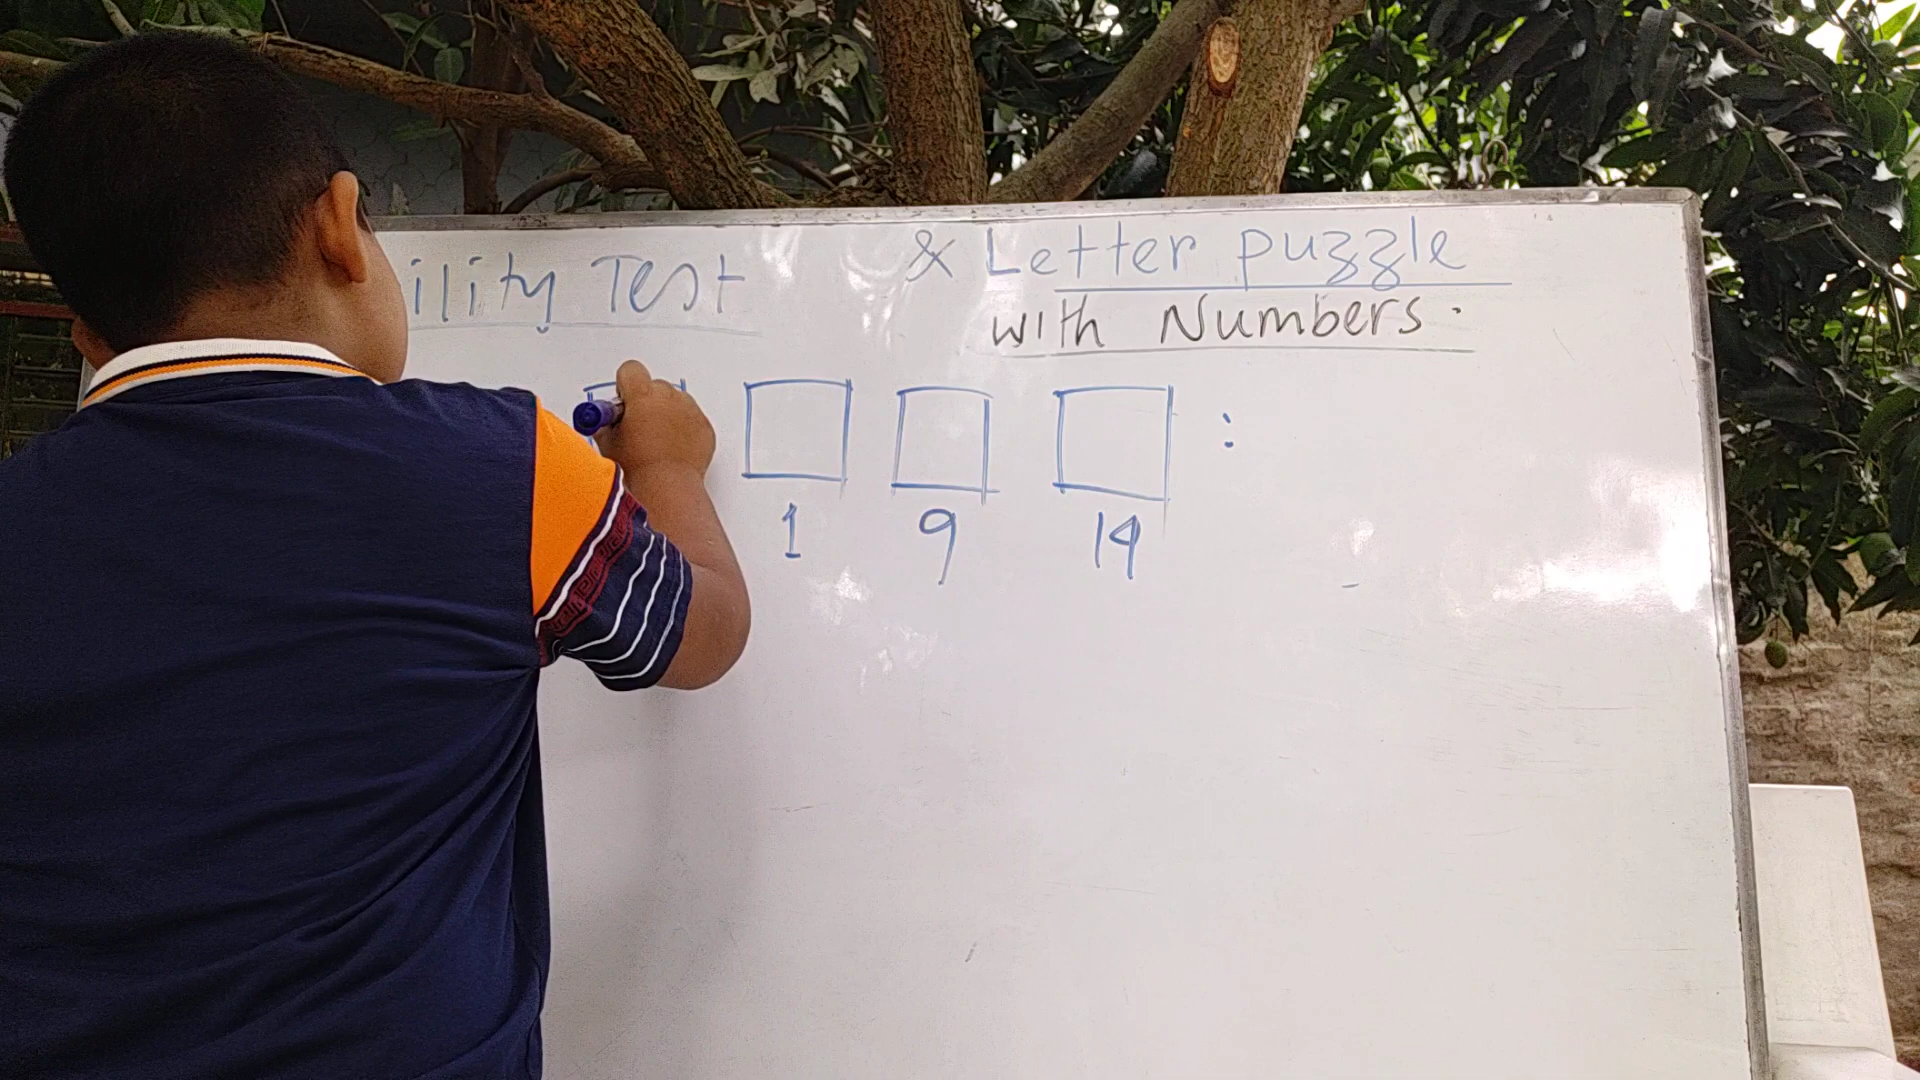 ility Test
& Letter puzzle
with Numbers.
1 9 14
: